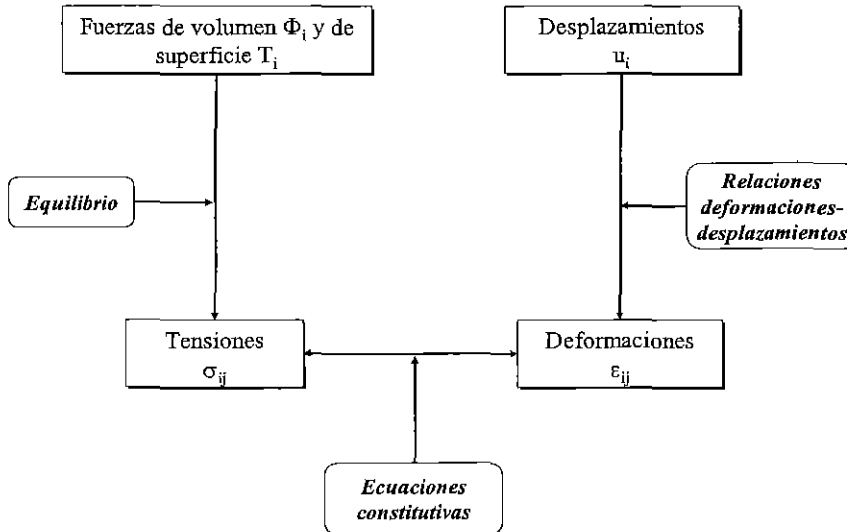 Fuerzas de volumen Φi y de
superficie Ti
Desplazamientos
ui
Equilibrio
Relaciones
deformaciones-
desplazamientos
Tensiones
σij
Deformaciones
εij
Ecuaciones
constitutivas